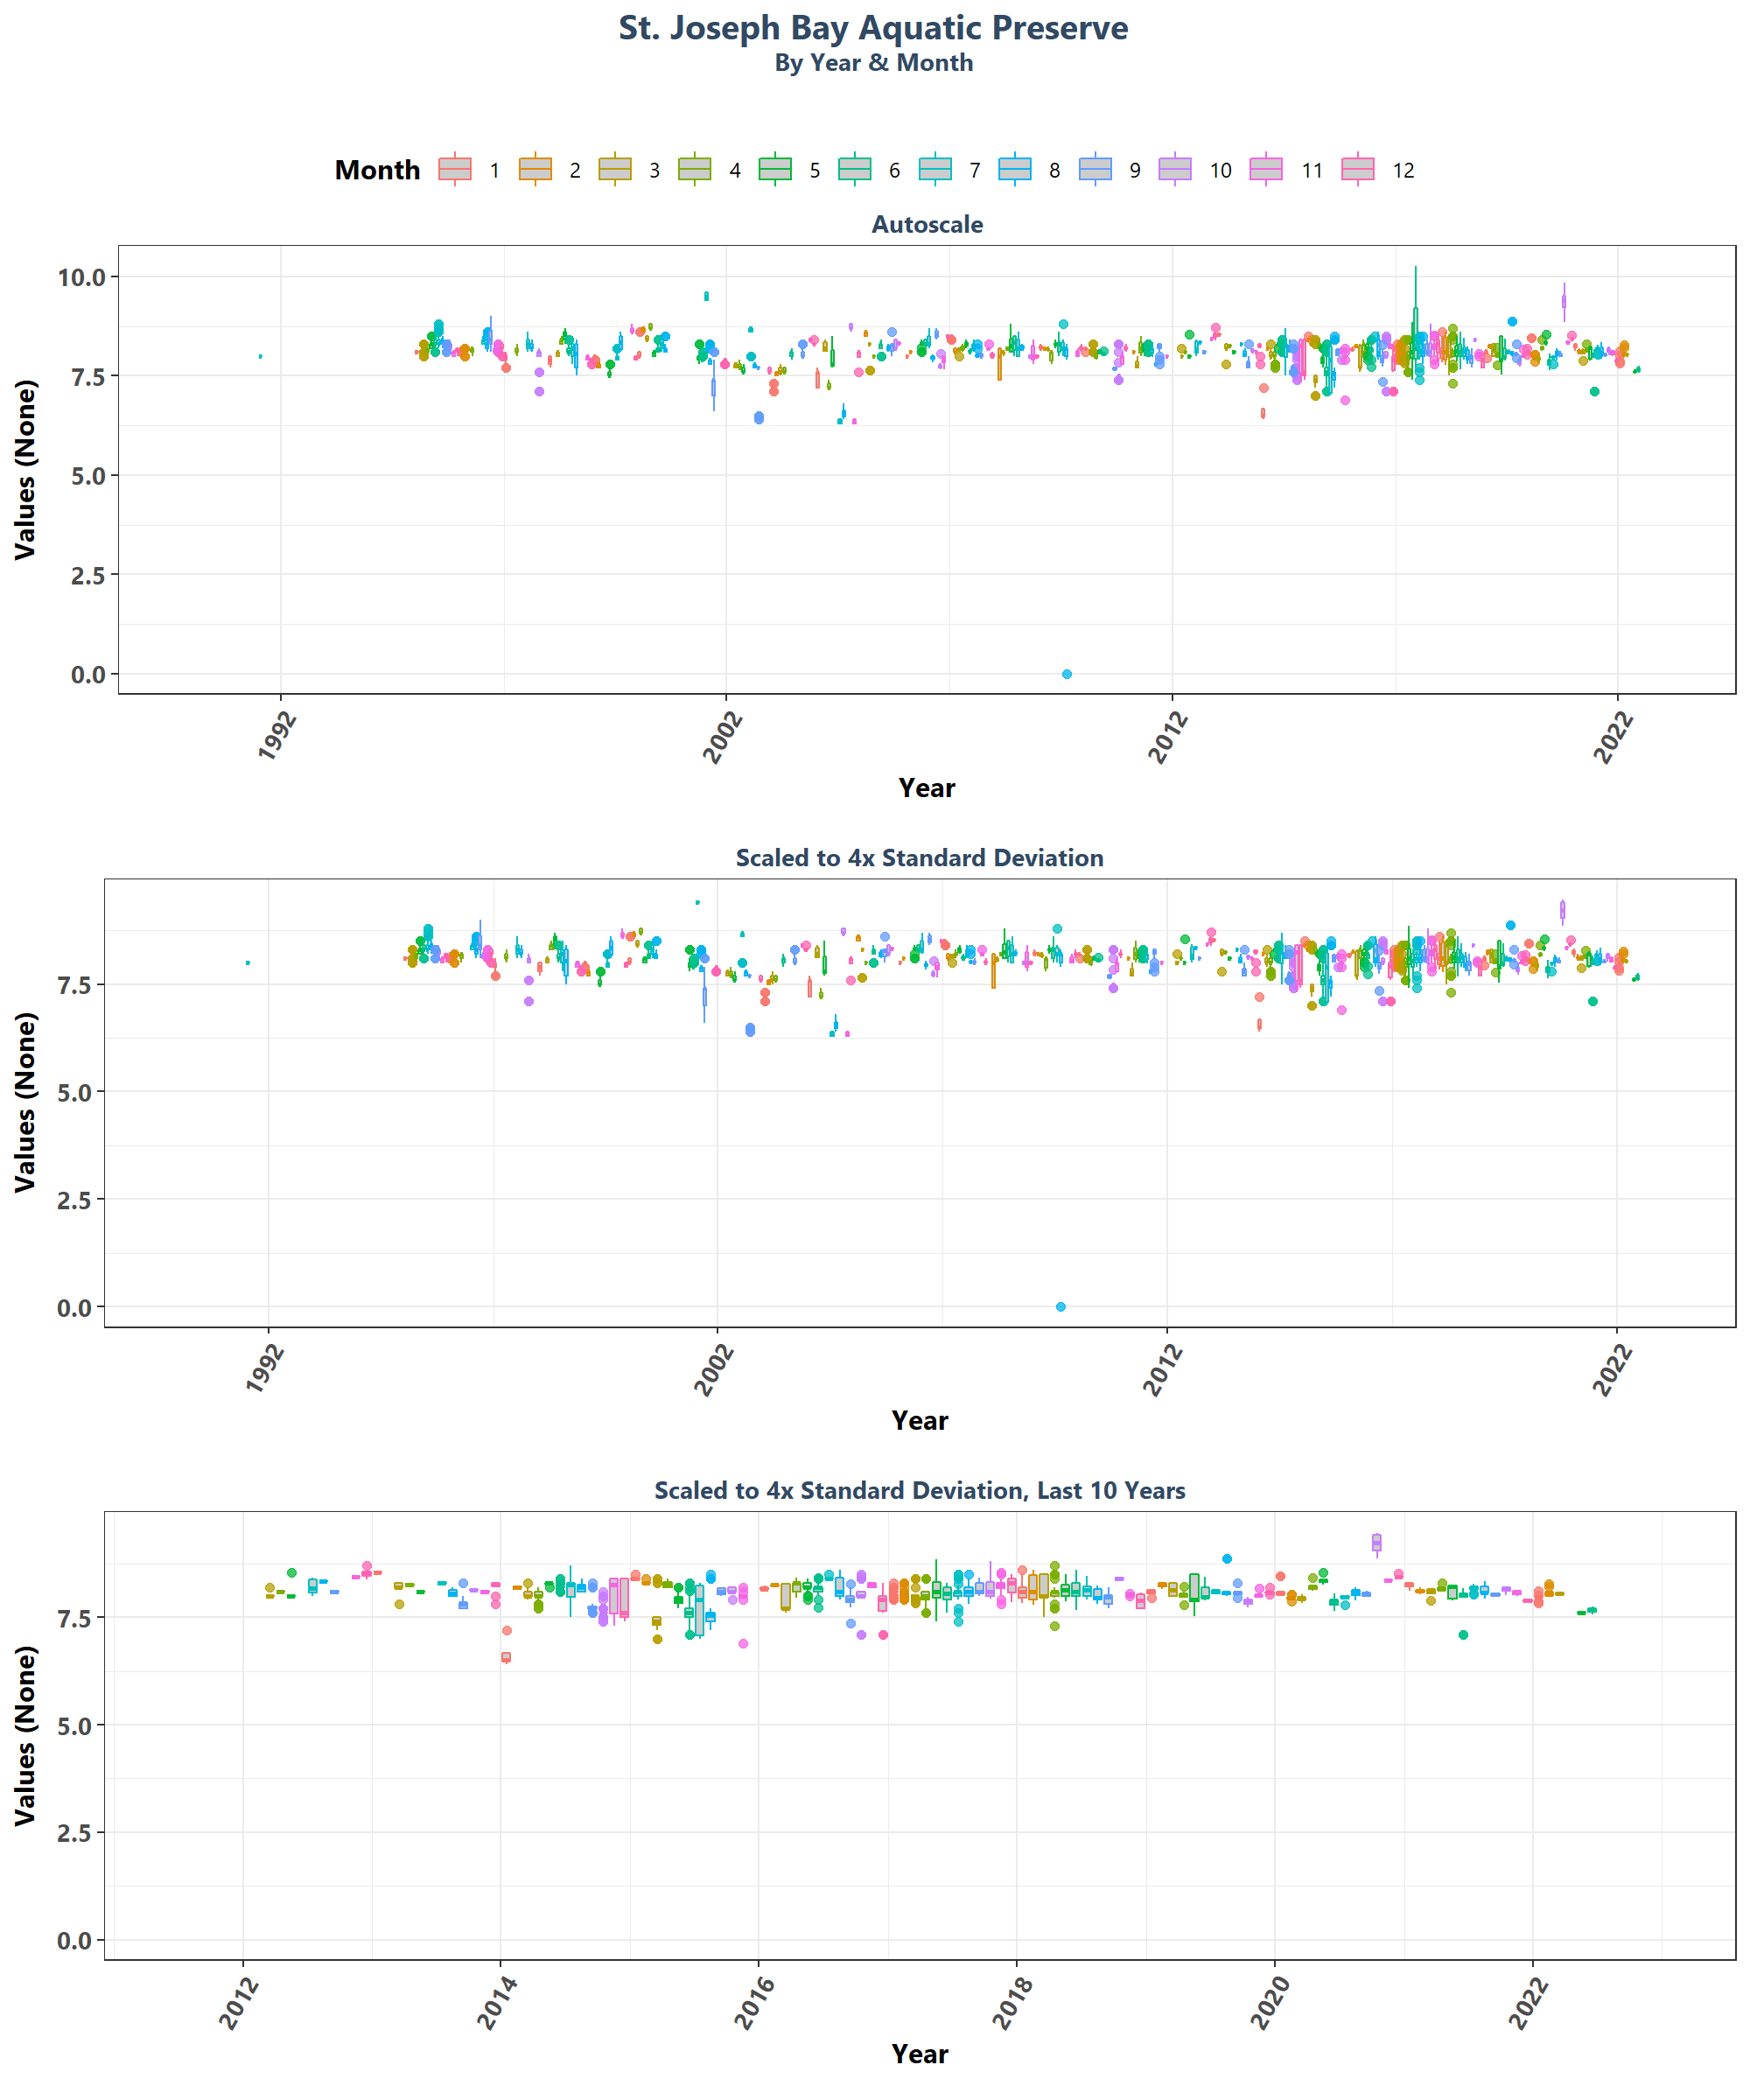 St. Joseph Bay Aquatic Preserve
By Year & Month
Month 1 2 3 4 5 6 7 8 9 10 11 12
Autoscale
Values (None)
10.0
7.5
5.0
2.5
0.0
1992 2002 2012 2022
Year
Scaled to 4x Standard Deviation
Values (None)
7.5
5.0
2.5
0.0
1992 2002 2012 2022
Year
Scaled to 4x Standard Deviation, Last 10 Years
Values (None)
7.5
5.0
2.5
0.0
2012 2014 2016 2018 2020 2022
Year